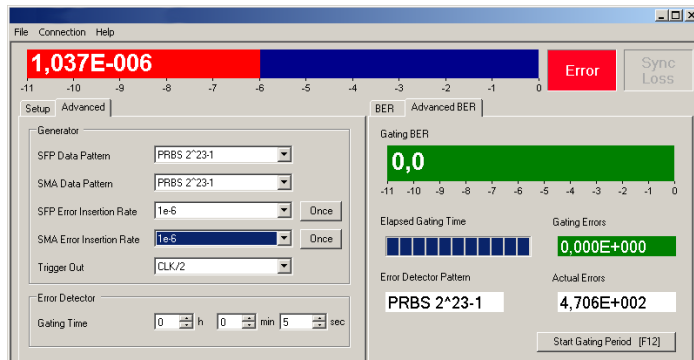 File Connection Help
1,037E-006
-11 -10 -9 -8 -7 -6 -5 -4 -3 -2 -1 0
Error
Sync Loss
Setup Advanced
Generator
SFP Data Pattern PRBS 2^23-1
SMA Data Pattern PRBS 2^23-1
SFP Error Insertion Rate 1e-6 Once
SMA Error Insertion Rate 1e-6 Once
Trigger Out CLK/2
Error Detector
Gating Time 0 h 0 min 5 sec
BER Advanced BER
Gating BER
0,0
-11 -10 -9 -8 -7 -6 -5 -4 -3 -2 -1 0
Elapsed Gating Time Gating Errors
0,000E+000
Error Detector Pattern Actual Errors
PRBS 2^23-1 4,706E+002
Start Gating Period [F12]